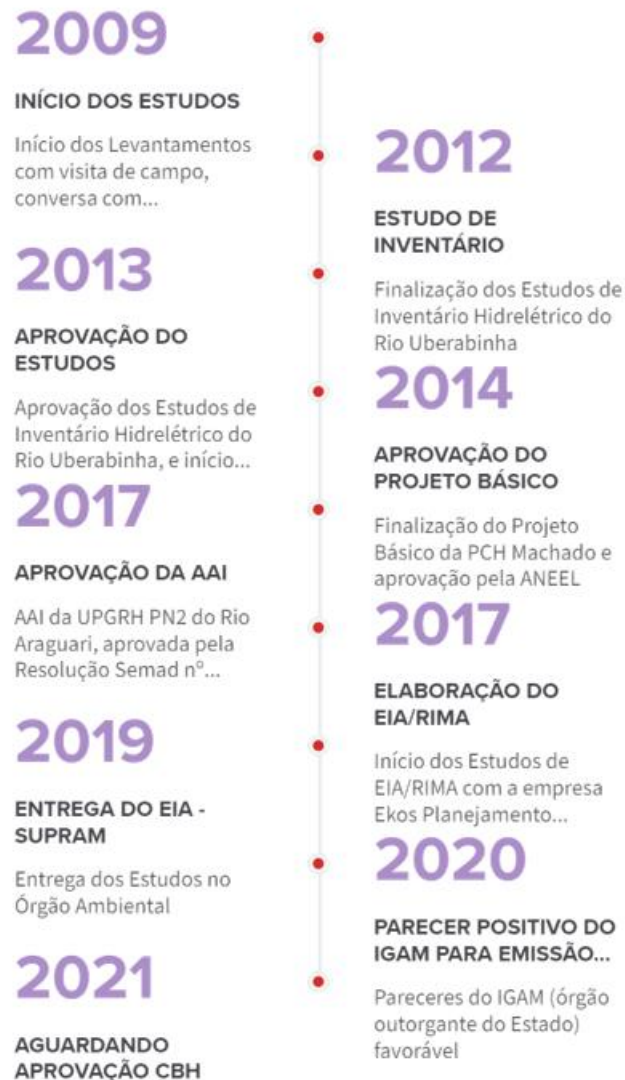 2009
INÍCIO DOS ESTUDOS
Início dos Levantamentos
com visita de campo,
conversa com...
2012
ESTUDO DE
INVENTÁRIO
Finalização dos Estudos de
Inventário Hidrelétrico do
Rio Uberabinha
2013
APROVAÇÃO DO
ESTUDOS
Aprovação dos Estudos de
Inventário Hidrelétrico do
Rio Uberabinha, e início...
2014
APROVAÇÃO DO
PROJETO BÁSICO
Finalização do Projeto
Básico da PCH Machado e
aprovação pela ANEEL
2017
APROVAÇÃO DA AAI
AAI da UPGRH PN2 do Rio
Araguari, aprovada pela
Resolução Semad nº...
2017
ELABORAÇÃO DO
EIA/RIMA
Início dos Estudos de
EIA/RIMA com a empresa
Ekos Planejamento...
2019
ENTREGA DO EIA -
SUPRAM
Entrega dos Estudos no
Órgão Ambiental
2020
PARECER POSITIVO DO
IGAM PARA EMISSÃO...
Pareceres do IGAM (órgão
outorgante do Estado)
favorável
2021
AGUARDANDO
APROVAÇÃO CBH